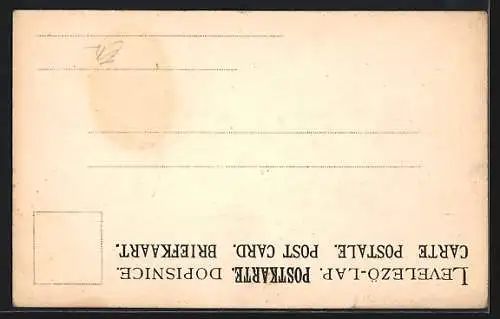 LEVELEZŐ-LAP. POSTKARTE. DOPISNICE.
CARTE POSTALE. POST CARD. BRIEFKAART.